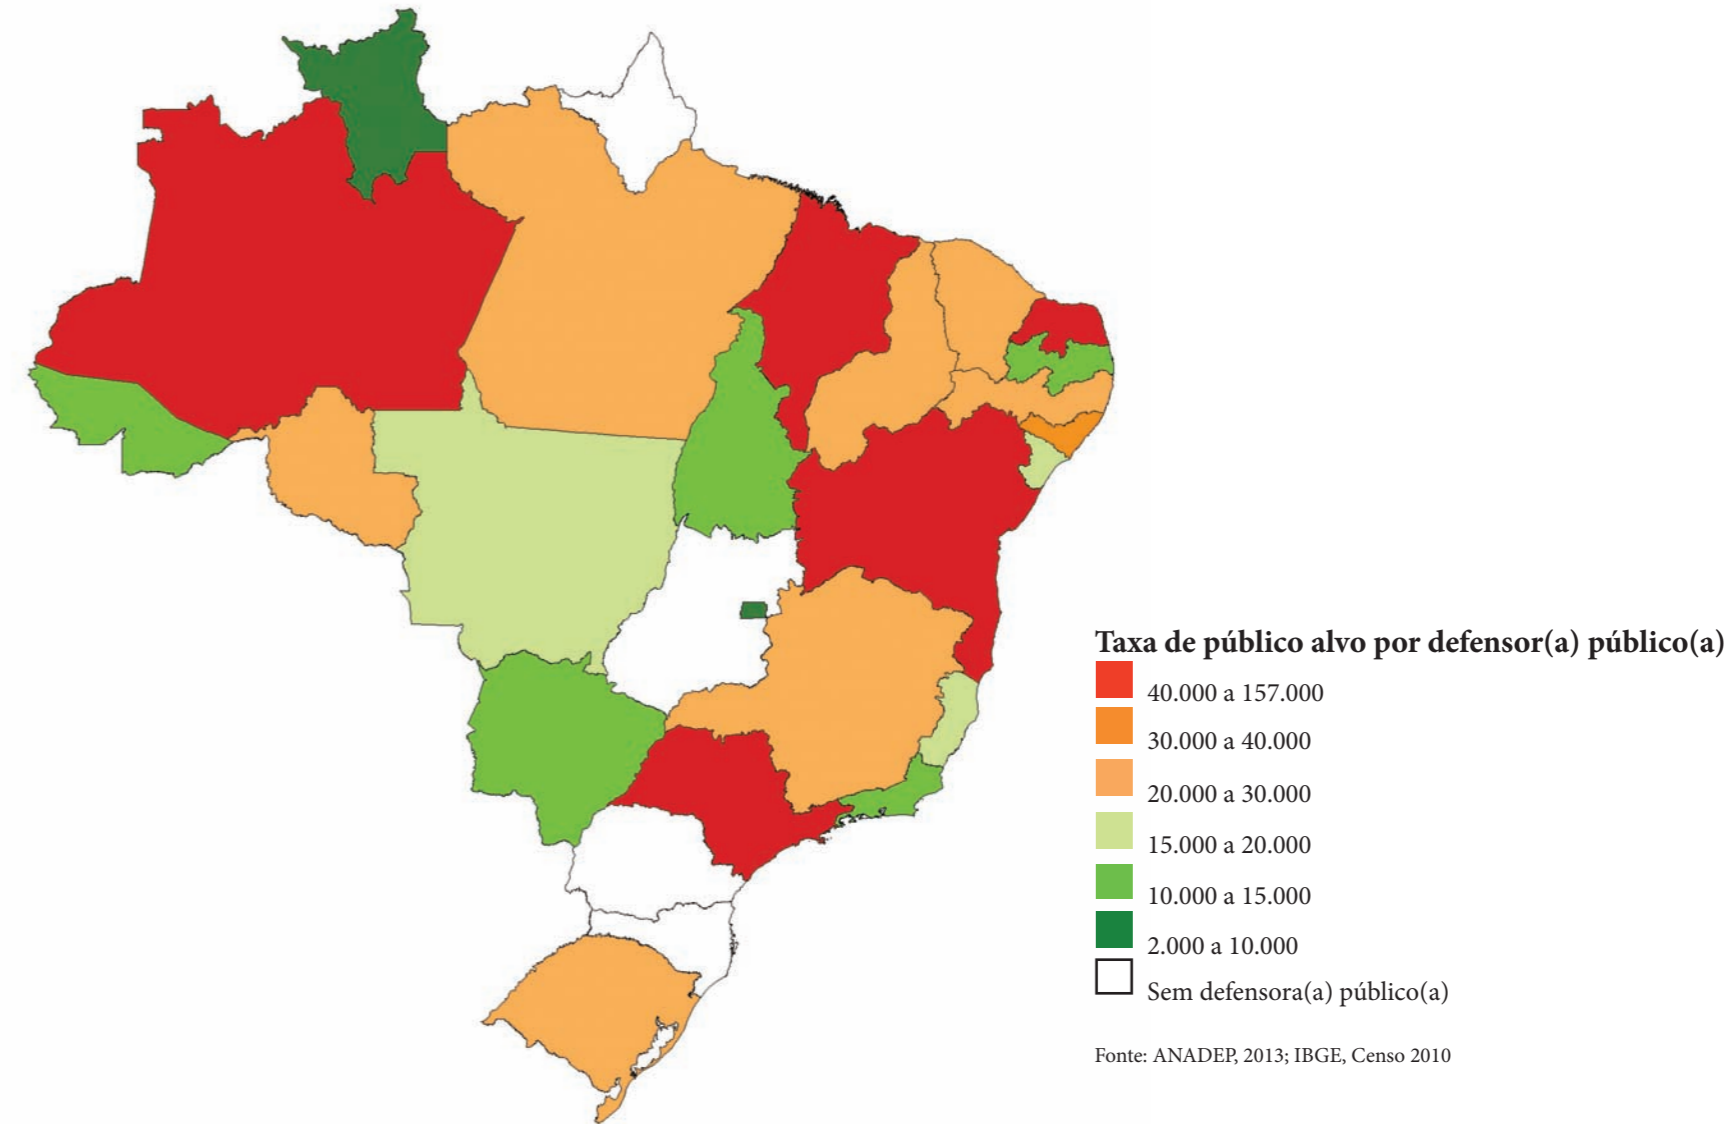 Taxa de público alvo por defensor(a) público(a)
40.000 a 157.000
30.000 a 40.000
20.000 a 30.000
15.000 a 20.000
10.000 a 15.000
2.000 a 10.000
Sem defensora(a) público(a)
Fonte: ANADEP, 2013; IBGE, Censo 2010